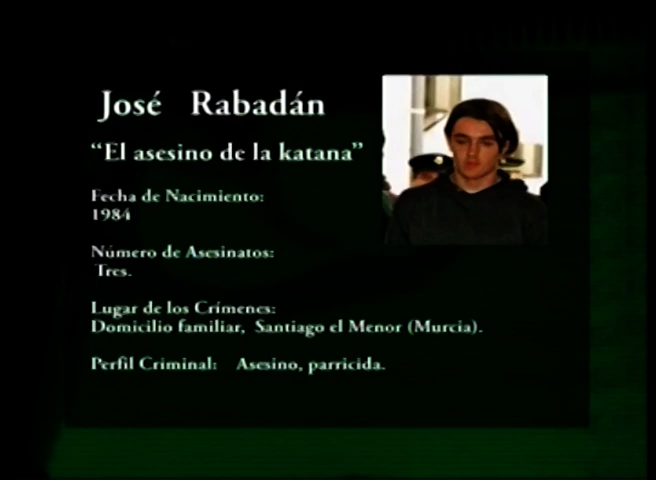 José Rabadán
“El asesino de la katana”
Fecha de Nacimiento:
1984
Número de Asesinatos:
Tres.
Lugar de los Crímenes:
Domicilio familiar, Santiago el Menor (Murcia).
Perfil Criminal: Asesino, parricida.